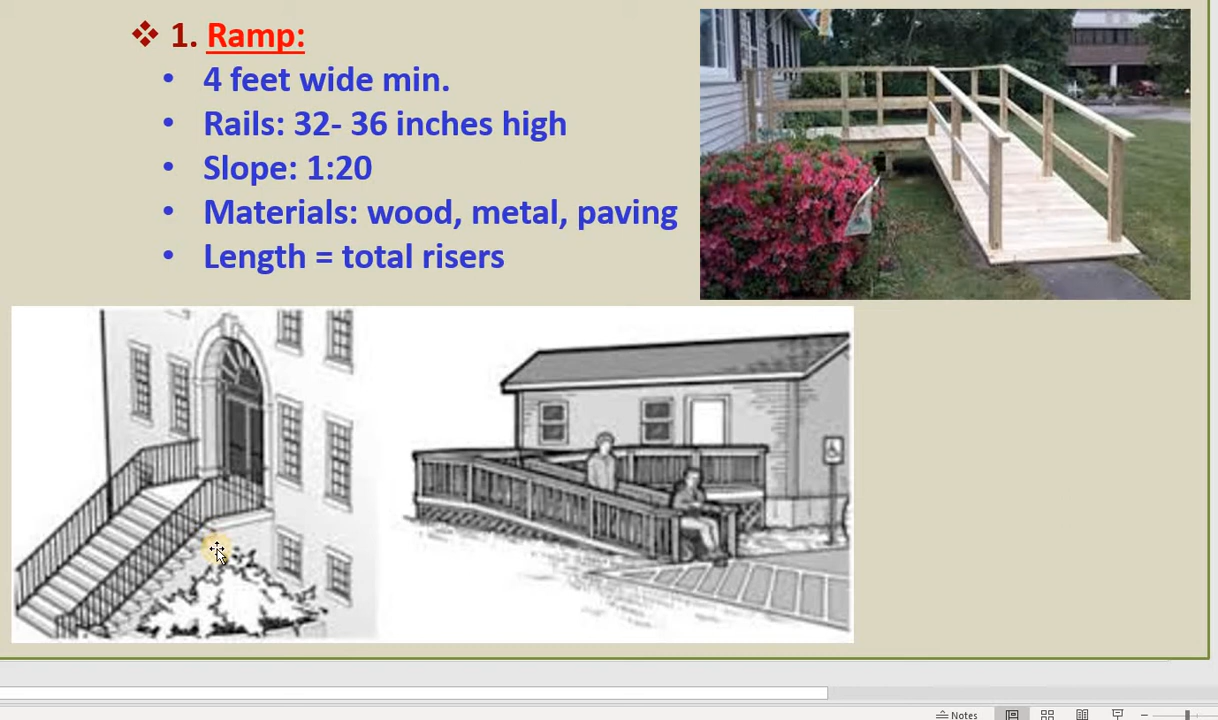 ❖ 1. Ramp:
• 4 feet wide min.
• Rails: 32- 36 inches high
• Slope: 1:20
• Materials: wood, metal, paving
• Length = total risers
Notes